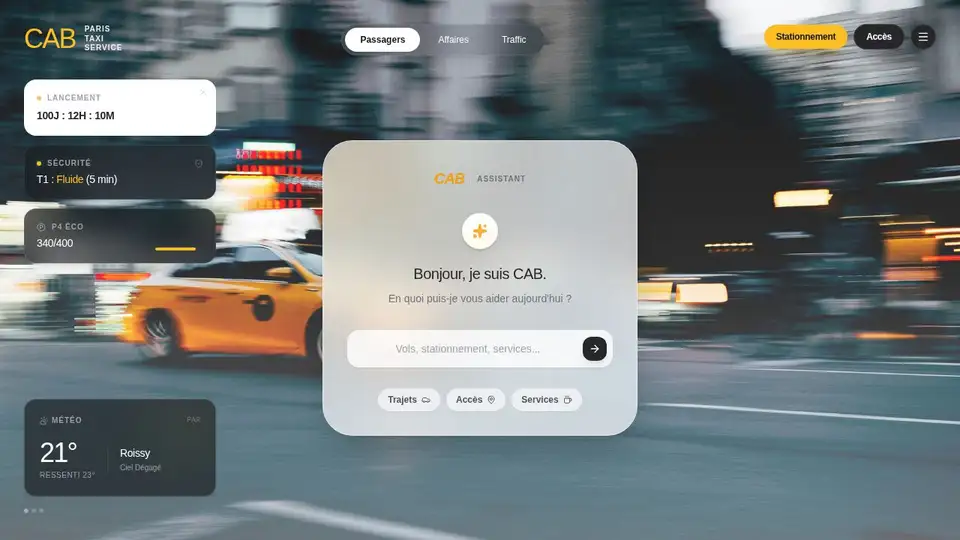 CAB
PARIS
TAXI
SERVICE
Passagers
Affaires
Traffic
Stationnement
Accès
LANCEMENT
100J : 12H : 10M
SÉCURITÉ
T1 : Fluide (5 min)
P4 ÉCO
340/400
CAB ASSISTANT
Bonjour, je suis CAB.
En quoi puis-je vous aider aujourd'hui ?
Vols, stationnement, services...
Trajets
Accès
Services
MÉTÉO
PAX
21°
RESSENTI 23°
Roissy
Ciel Dégagé